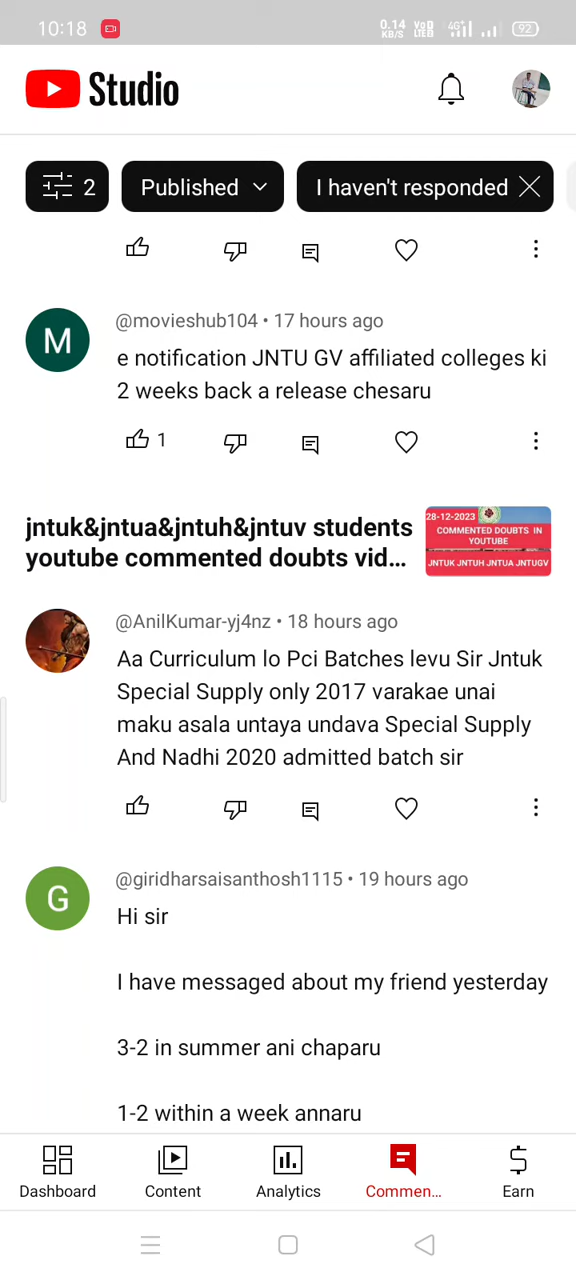 10:18
0.14 KB/S VoD LTE 4G 92
Studio
2 Published I haven't responded
@movieshub104 • 17 hours ago
M
e notification JNTU GV affiliated colleges ki
2 weeks back a release chesaru
1
jntuk&jntua&jntuh&jntuv students
youtube commented doubts vid...
28-12-2023
COMMENTED DOUBTS IN
YOUTUBE
JNTUK JNTUH JNTUA JNTUGV
@AnilKumar-yj4nz • 18 hours ago
Aa Curriculum lo Pci Batches levu Sir Jntuk
Special Supply only 2017 varakae unai
maku asala untaya undava Special Supply
And Nadhi 2020 admitted batch sir
@giridharsaisanthosh1115 • 19 hours ago
G
Hi sir
I have messaged about my friend yesterday
3-2 in summer ani chaparu
1-2 within a week annaru
Dashboard Content Analytics Commen... Earn